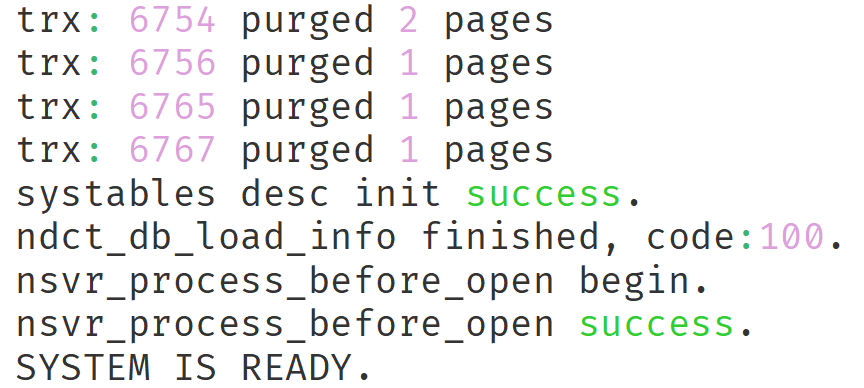 trx: 6754 purged 2 pages
trx: 6756 purged 1 pages
trx: 6765 purged 1 pages
trx: 6767 purged 1 pages
systables desc init success.
ndct_db_load_info finished, code:100.
nsvr_process_before_open begin.
nsvr_process_before_open success.
SYSTEM IS READY.